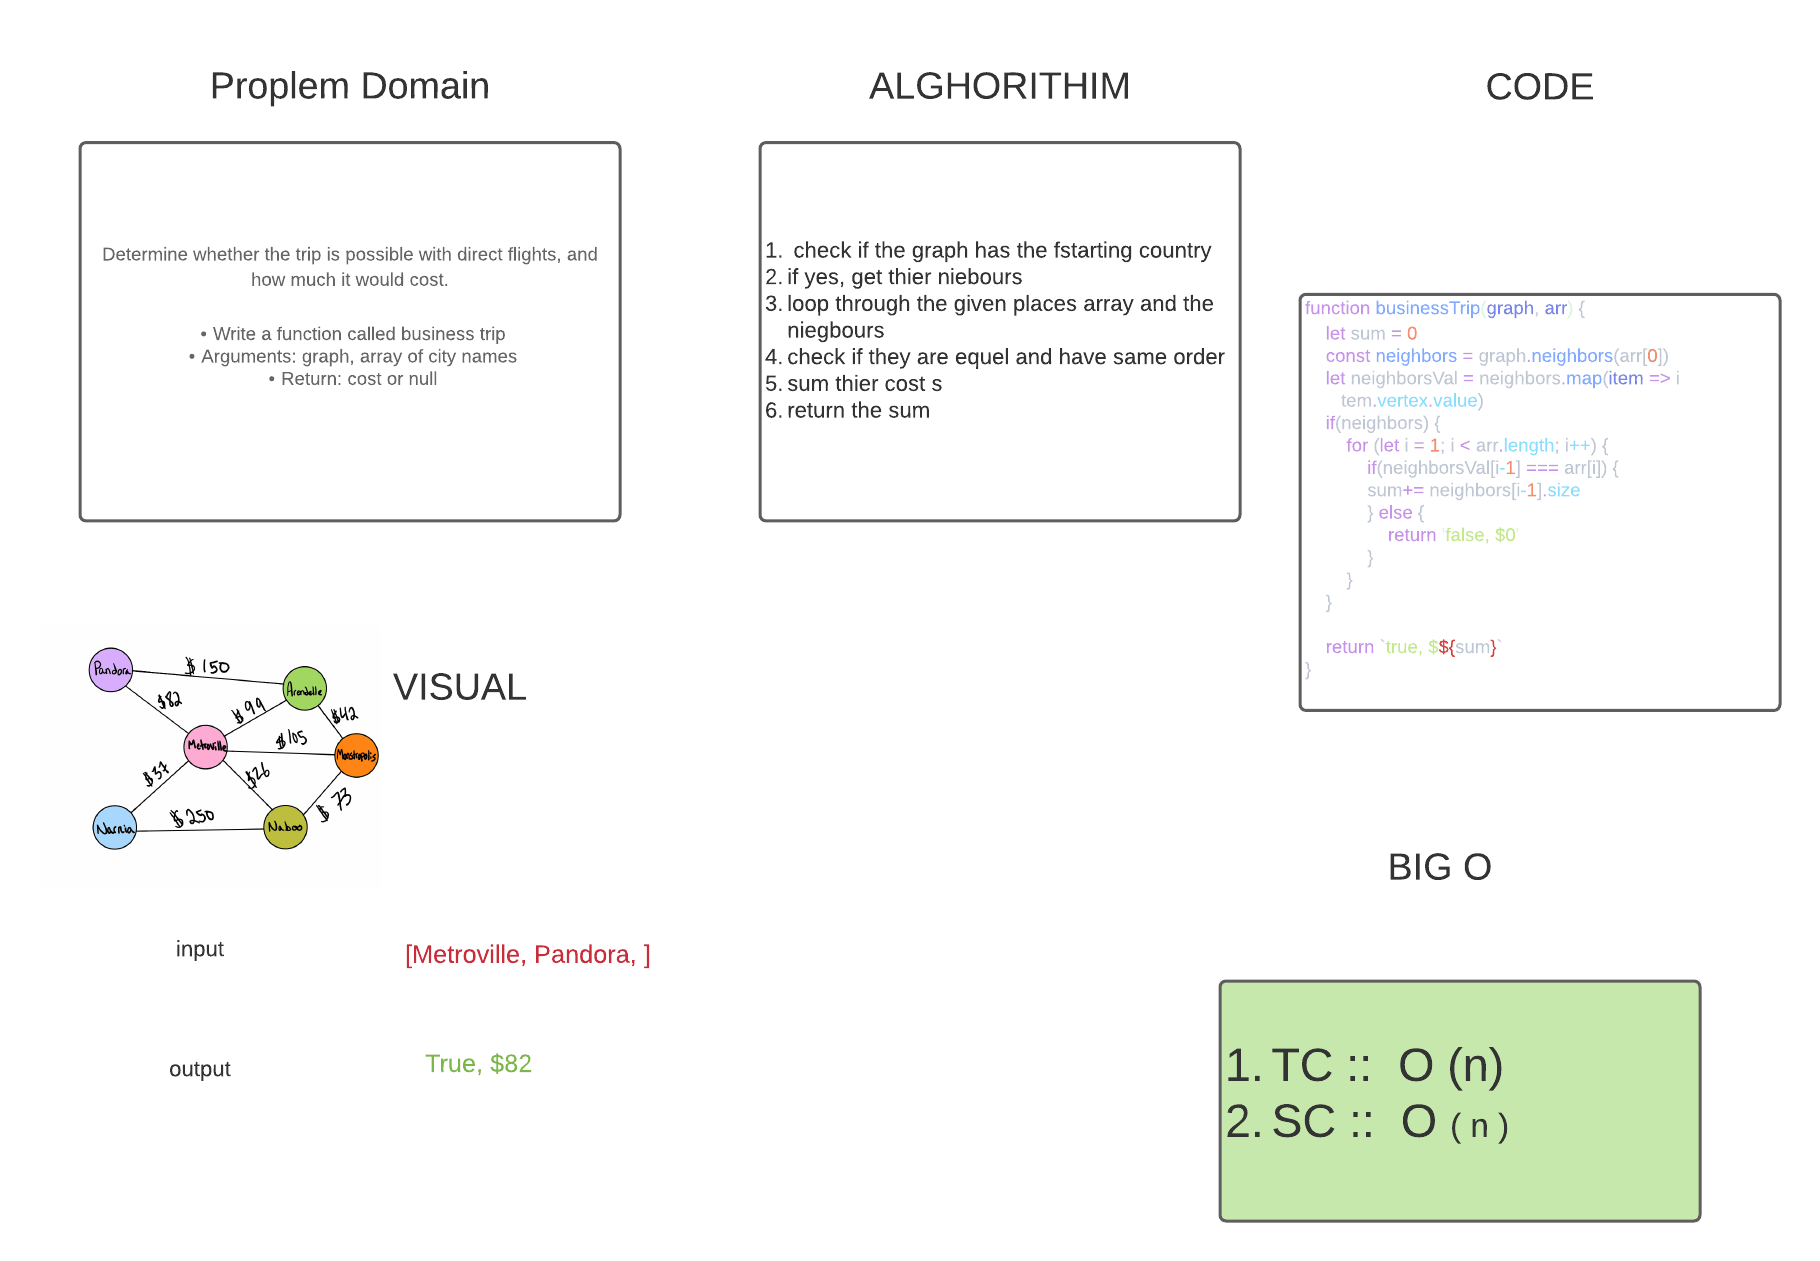 Proplem Domain
Determine whether the trip is possible with direct flights, and
how much it would cost.
• Write a function called business trip
• Arguments: graph, array of city names
• Return: cost or null
ALGHORITHIM
1. check if the graph has the fstarting country
2. if yes, get thier niebours
3. loop through the given places array and the
niegbours
4. check if they are equel and have same order
5. sum thier cost s
6. return the sum
CODE
function businessTrip(graph, arr) {
let sum = 0
const neighbors = graph.neighbors(arr[0])
let neighborsVal = neighbors.map(item => i
tem.vertex.value)
if(neighbors) {
for (let i = 1; i < arr.length; i++) {
if(neighborsVal[i-1] === arr[i]) {
sum+= neighbors[i-1].size
} else {
return 'false, $0'
}
}
}
return `true, $${sum}`
}
VISUAL
Pandora
$150
Arendelle
$82
$99
$42
Metroville
$105
Monstropolis
$37
$26
$73
Narnia
$250
Naboo
input
[Metroville, Pandora, ]
output
True, $82
BIG O
1. TC :: O (n)
2. SC :: O ( n )